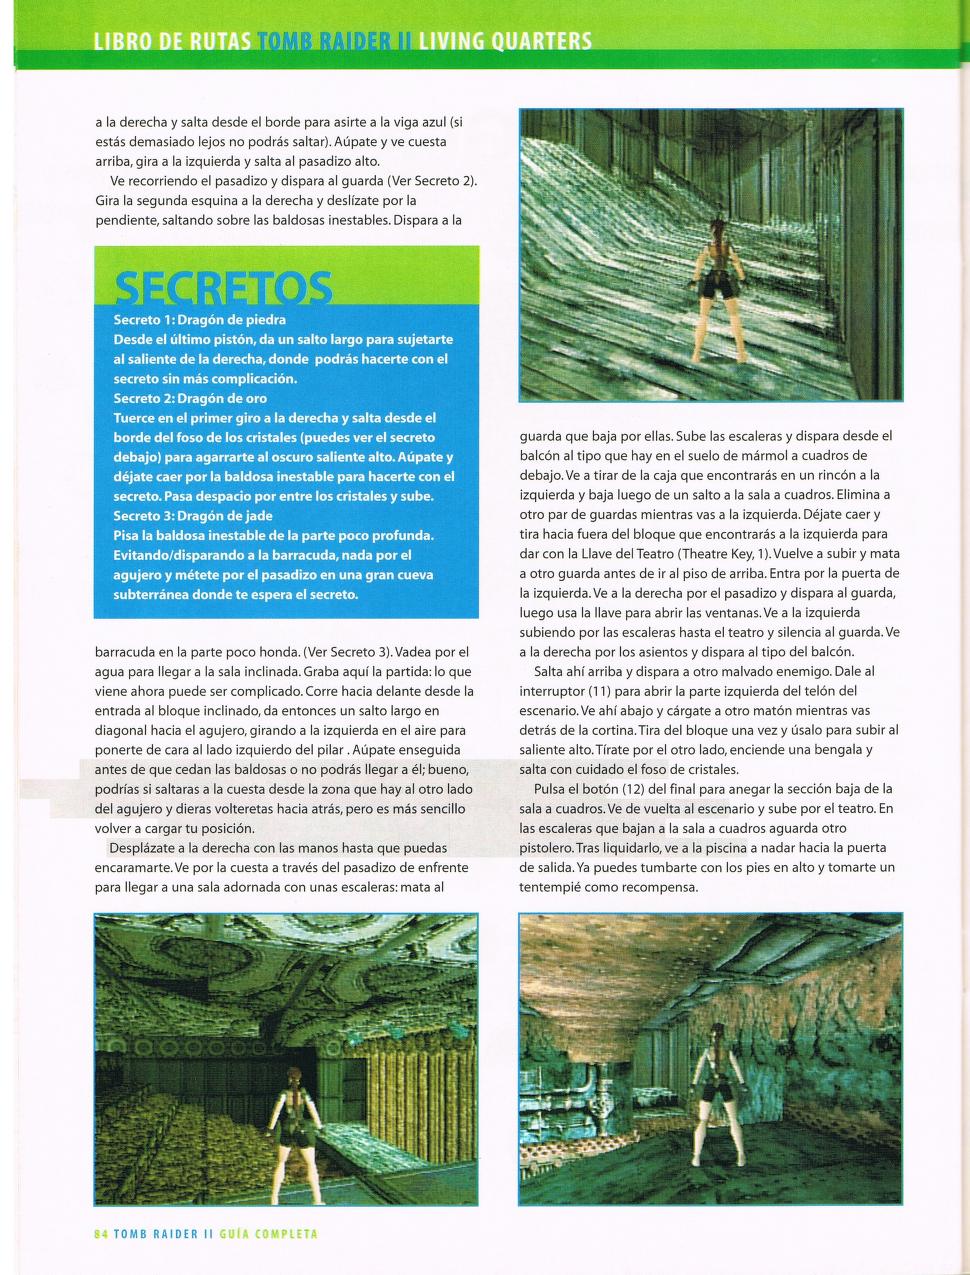 LIBRO DE RUTAS TOMB RAIDER II LIVING QUARTERS
a la derecha y salta desde el borde para asirte a la viga azul (si
estás demasiado lejos no podrás saltar). Aúpate y ve cuesta
arriba, gira a la izquierda y salta al pasadizo alto.
Ve recorriendo el pasadizo y dispara al guarda (Ver Secreto 2).
Gira la segunda esquina a la derecha y deslízate por la
pendiente, saltando sobre las baldosas inestables. Dispara a la
SECRETOS
Secreto 1: Dragón de piedra
Desde el último pistón, da un salto largo para sujetarte
al saliente de la derecha, donde podrás hacerte con el
secreto sin más complicación.
Secreto 2: Dragón de oro
Tuerce en el primer giro a la derecha y salta desde el
borde del foso de los cristales (puedes ver el secreto
debajo) para agarrarte al oscuro saliente alto. Aúpate y
déjate caer por la baldosa inestable para hacerte con el
secreto. Pasa despacio por entre los cristales y sube.
Secreto 3: Dragón de jade
Pisa la baldosa inestable de la parte poco profunda.
Evitando/disparando a la barracuda, nada por el
agujero y métete por el pasadizo en una gran cueva
subterránea donde te espera el secreto.
barracuda en la parte poco honda. (Ver Secreto 3). Vadea por el
agua para llegar a la sala inclinada. Graba aquí la partida: lo que
viene ahora puede ser complicado. Corre hacia delante desde la
entrada al bloque inclinado, da entonces un salto largo en
diagonal hacia el agujero, girando a la izquierda en el aire para
ponerte de cara al lado izquierdo del pilar . Aúpate enseguida
antes de que cedan las baldosas o no podrás llegar a él; bueno,
podrías si saltaras a la cuesta desde la zona que hay al otro lado
del agujero y dieras volteretas hacia atrás, pero es más sencillo
volver a cargar tu posición.
Desplázate a la derecha con las manos hasta que puedas
encaramarte. Ve por la cuesta a través del pasadizo de enfrente
para llegar a una sala adornada con unas escaleras: mata al
guarda que baja por ellas. Sube las escaleras y dispara desde el
balcón al tipo que hay en el suelo de mármol a cuadros de
debajo. Ve a tirar de la caja que encontrarás en un rincón a la
izquierda y baja luego de un salto a la sala a cuadros. Elimina a
otro par de guardas mientras vas a la izquierda. Déjate caer y
tira hacia fuera del bloque que encontrarás a la izquierda para
dar con la Llave del Teatro (Theatre Key, 1). Vuelve a subir y mata
a otro guarda antes de ir al piso de arriba. Entra por la puerta de
la izquierda. Ve a la derecha por el pasadizo y dispara al guarda,
luego usa la llave para abrir las ventanas. Ve a la izquierda
subiendo por las escaleras hasta el teatro y silencia al guarda. Ve
a la derecha por los asientos y dispara al tipo del balcón.
Salta ahí arriba y dispara a otro malvado enemigo. Dale al
interruptor (11) para abrir la parte izquierda del telón del
escenario. Ve ahí abajo y cárgate a otro matón mientras vas
detrás de la cortina. Tira del bloque una vez y úsalo para subir al
saliente alto. Tírate por el otro lado, enciende una bengala y
salta con cuidado el foso de cristales.
Pulsa el botón (12) del final para anegar la sección baja de la
sala a cuadros. Ve de vuelta al escenario y sube por el teatro. En
las escaleras que bajan a la sala a cuadros aguarda otro
pistolero. Tras liquidarlo, ve a la piscina a nadar hacia la puerta
de salida. Ya puedes tumbarte con los pies en alto y tomarte un
tentempié como recompensa.
84 TOMB RAIDER II GUÍA COMPLETA